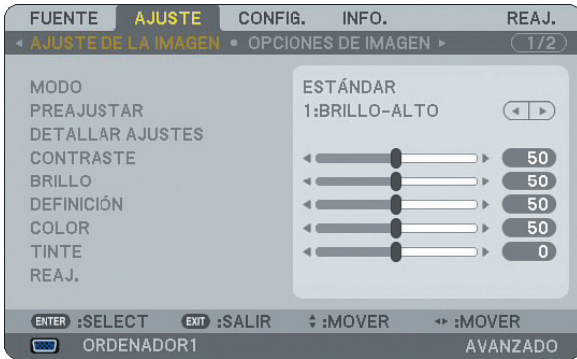 FUENTE AJUSTE CONFIG. INFO. REAJ.
AJUSTE DE LA IMAGEN • OPCIONES DE IMAGEN 1/2
MODO ESTÁNDAR
PREAJUSTAR 1:BRILLO-ALTO
DETALLAR AJUSTES
CONTRASTE 50
BRILLO 50
DEFINICIÓN 50
COLOR 50
TINTE 0
REAJ.
ENTER :SELECT EXIT :SALIR :MOVER :MOVER
ORDENADOR1 AVANZADO